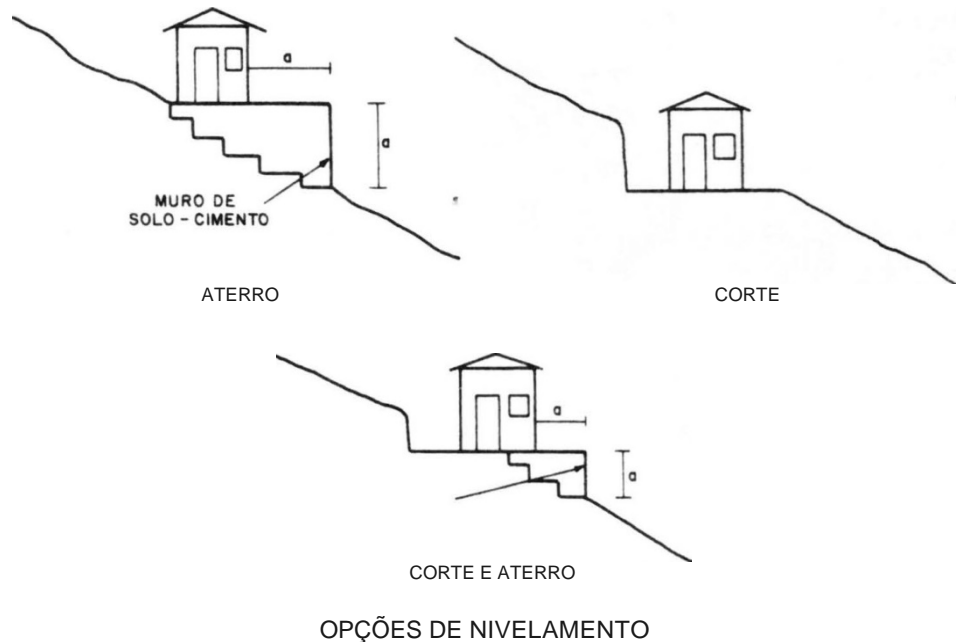 a
a
MURO DE
SOLO - CIMENTO
ATERRO
CORTE
a
a
CORTE E ATERRO
OPÇÕES DE NIVELAMENTO